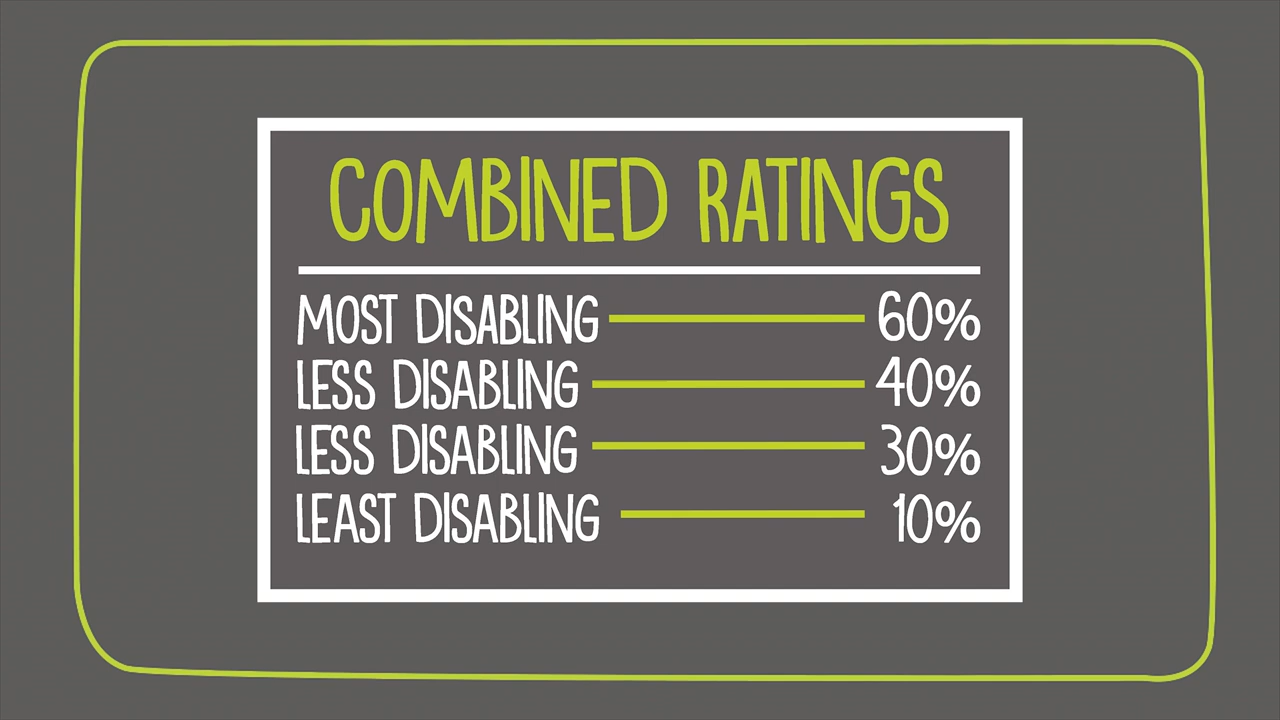 COMBINED RATINGS
MOST DISABLING 60%
LESS DISABLING 40%
LESS DISABLING 30%
LEAST DISABLING 10%